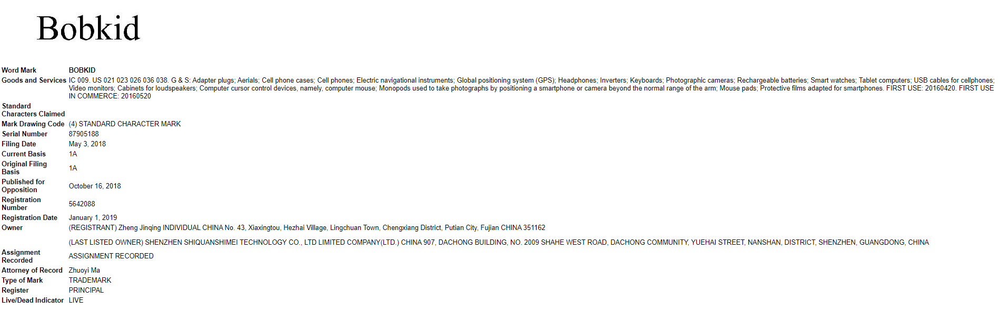 Bobkid
Word Mark BOBKID
Goods and Services IC 009. US 021 023 026 036 038. G & S: Adapter plugs; Aerials; Cell phone cases; Cell phones; Electric navigational instruments; Global positioning system (GPS); Headphones; Inverters; Keyboards; Photographic cameras; Rechargeable batteries; Smart watches; Tablet computers; USB cables for cellphones;
Video monitors; Cabinets for loudspeakers; Computer cursor control devices, namely, computer mouse; Monopods used to take photographs by positioning a smartphone or camera beyond the normal range of the arm; Mouse pads; Protective films adapted for smartphones. FIRST USE: 20160420. FIRST USE
IN COMMERCE: 20160520
Standard
Characters Claimed
Mark Drawing Code (4) STANDARD CHARACTER MARK
Serial Number 87905188
Filing Date May 3, 2018
Current Basis 1A
Original Filing
Basis 1A
Published for
Opposition October 16, 2018
Registration
Number 5642088
Registration Date January 1, 2019
Owner (REGISTRANT) Zheng Jinqing INDIVIDUAL CHINA No. 43, Xiaxingtou, Hezhai Village, Lingchuan Town, Chengxiang District, Putian City, Fujian CHINA 351162
(LAST LISTED OWNER) SHENZHEN SHIQUANSHIMEI TECHNOLOGY CO., LTD LIMITED COMPANY(LTD.) CHINA 907, DACHONG BUILDING, NO. 2009 SHAHE WEST ROAD, DACHONG COMMUNITY, YUEHAI STREET, NANSHAN, DISTRICT, SHENZHEN, GUANGDONG, CHINA
Assignment
Recorded ASSIGNMENT RECORDED
Attorney of Record Zhuoyi Ma
Type of Mark TRADEMARK
Register PRINCIPAL
Live/Dead Indicator LIVE